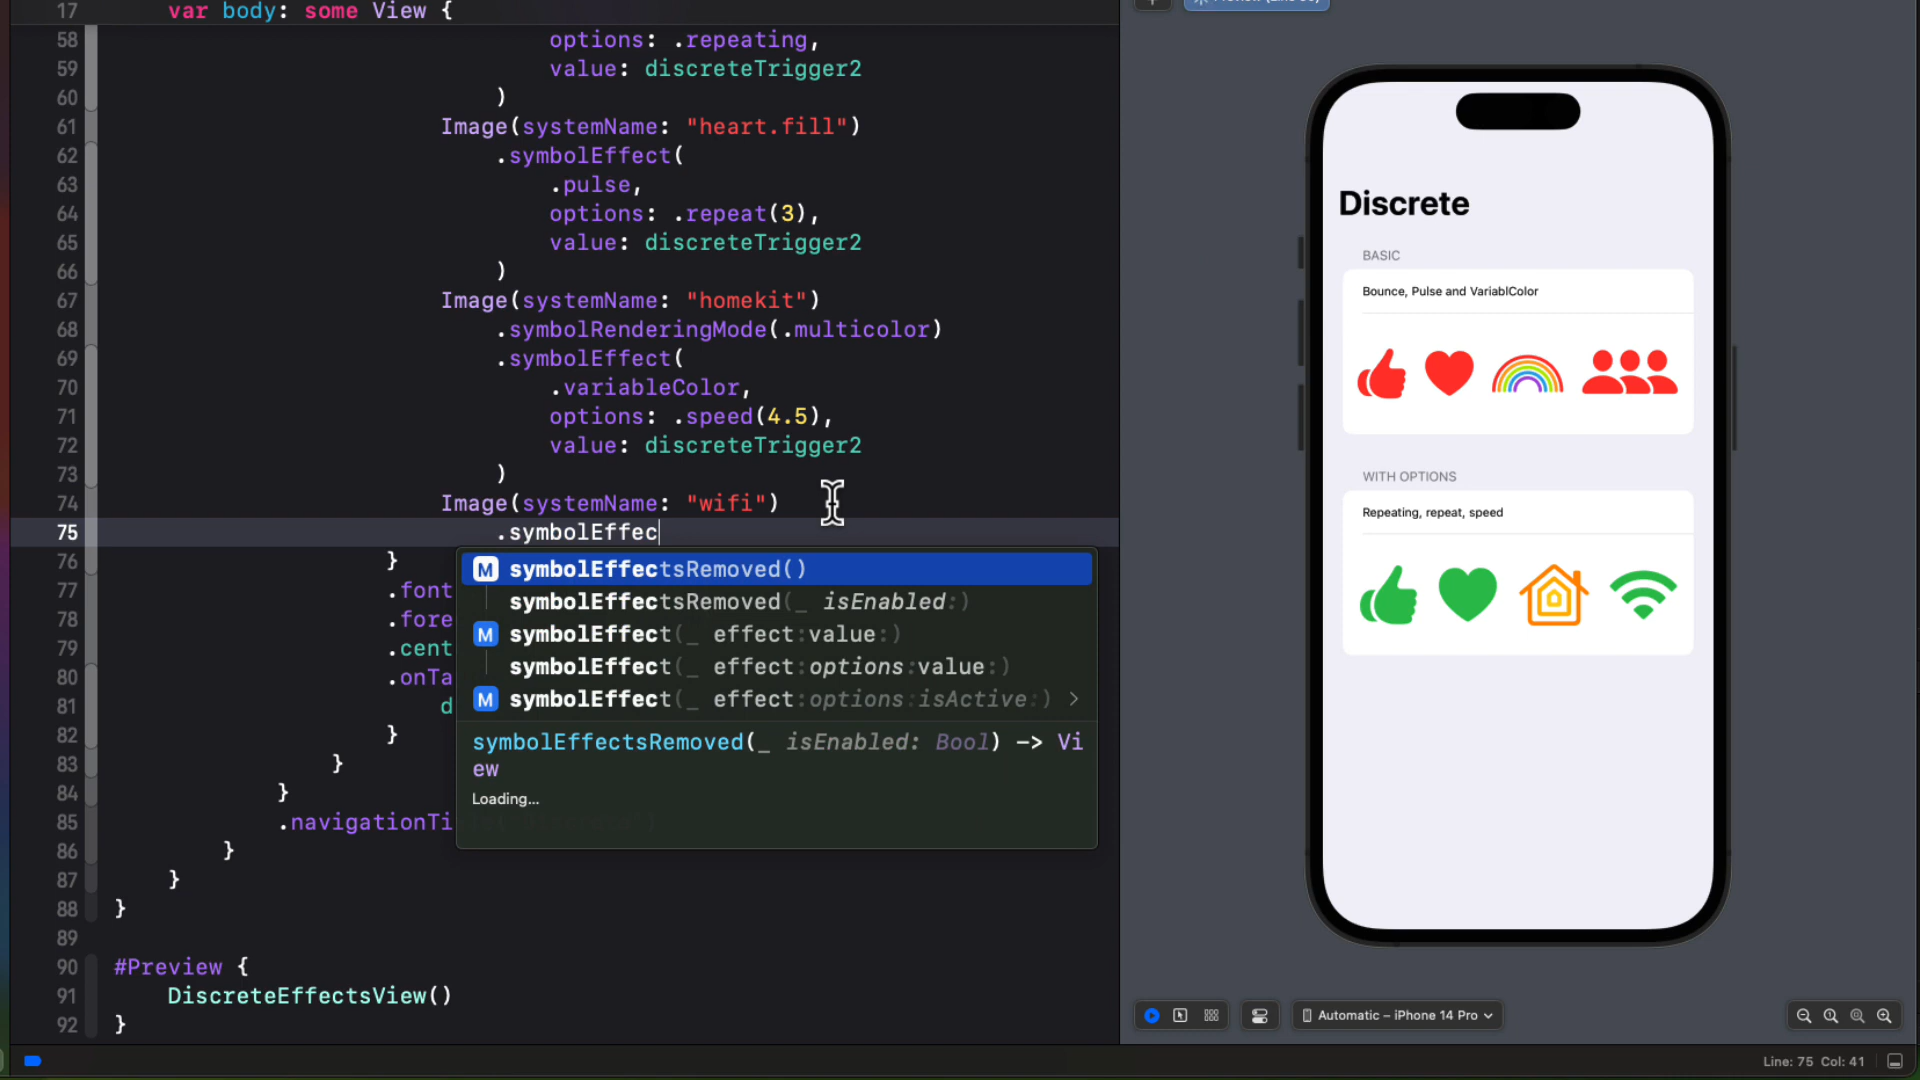 17 var body: some View {
58 options: .repeating,
59 value: discreteTrigger2
60 )
61 Image(systemName: "heart.fill")
62 .symbolEffect(
63 .pulse,
64 options: .repeat(3),
65 value: discreteTrigger2
66 )
67 Image(systemName: "homekit")
68 .symbolRenderingMode(.multicolor)
69 .symbolEffect(
70 .variableColor,
71 options: .speed(4.5),
72 value: discreteTrigger2
73 )
74 Image(systemName: "wifi")
75 .symbolEffec
76 }
77 .font
78 .fore
79 .cent
80 .onTa
81 d
82 }
83 }
84 }
85 .navigationTi
86 }
87 }
88 }
89
90 #Preview {
91 DiscreteEffectsView()
92 }
M symbolEffectsRemoved()
symbolEffectsRemoved(_ isEnabled:)
M symbolEffect(_ effect:value:)
symbolEffect(_ effect:options:value:)
M symbolEffect(_ effect:options:isActive:)
symbolEffectsRemoved(_ isEnabled: Bool) -> Vi
ew
Loading...
Discrete
BASIC
Bounce, Pulse and VariablColor
WITH OPTIONS
Repeating, repeat, speed
Automatic – iPhone 14 Pro
Line: 75 Col: 41